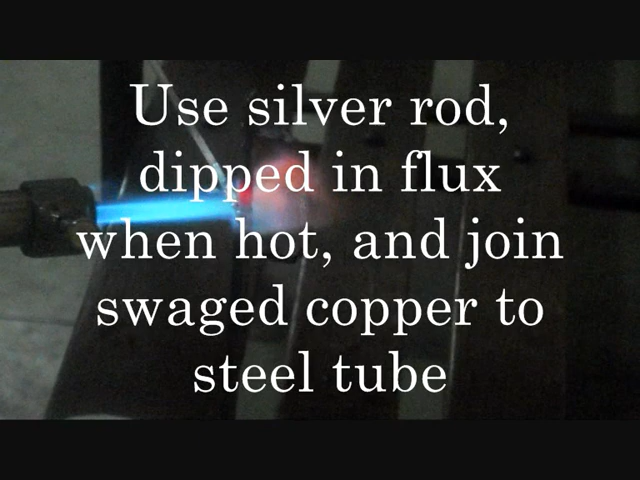 Use silver rod,
dipped in flux
when hot, and join
swaged copper to
steel tube